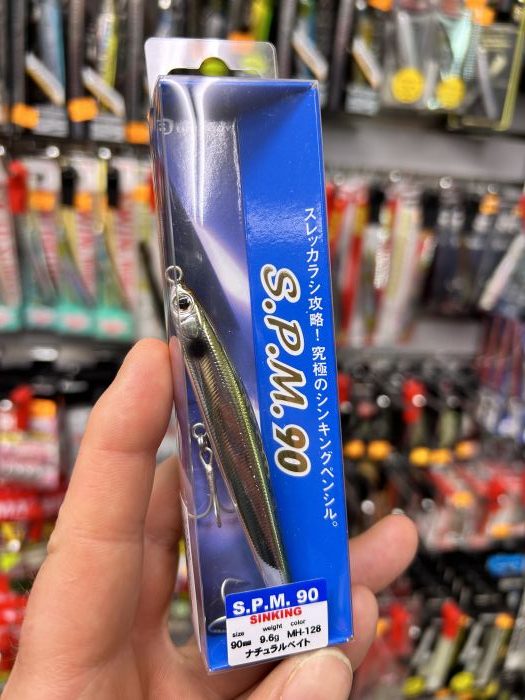 スレッカラシ攻略！究極のシンキングペンシル。
S.P.M. 90
S.P.M. 90
SINKING
size weight color
90mm 9.6g MH-128
ナチュラルベイト